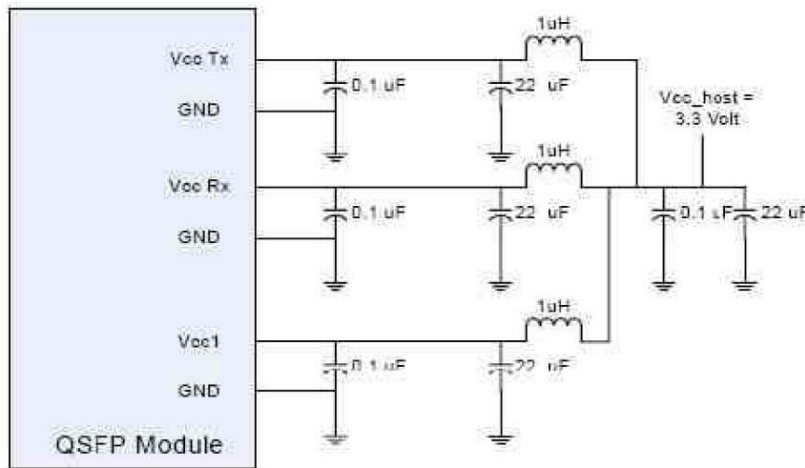 1uH
Vcc Tx
0.1 uF
22 uF
GND
Vcc_host =
3.3 Volt
1uH
Vcc Rx
0.1 uF
22 uF
0.1 uF
22 uF
GND
1uH
Vcc1
0.1 uF
22 uF
GND
QSFP Module